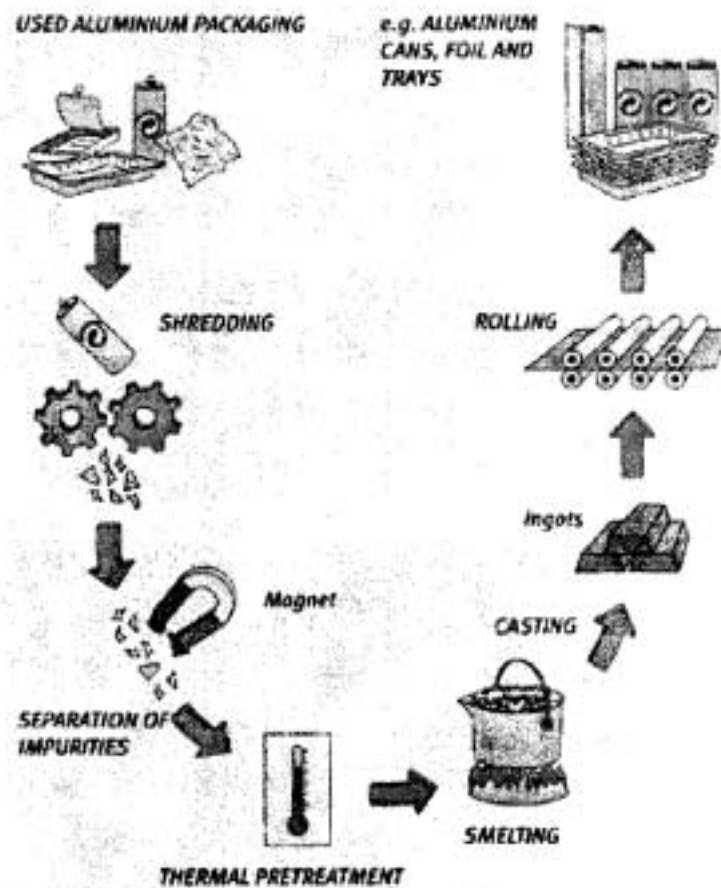 USED ALUMINIUM PACKAGING
SHREDDING
Magnet
SEPARATION OF
IMPURITIES
THERMAL PRETREATMENT
SMELTING
CASTING
Ingots
ROLLING
e.g. ALUMINIUM
CANS, FOIL AND
TRAYS